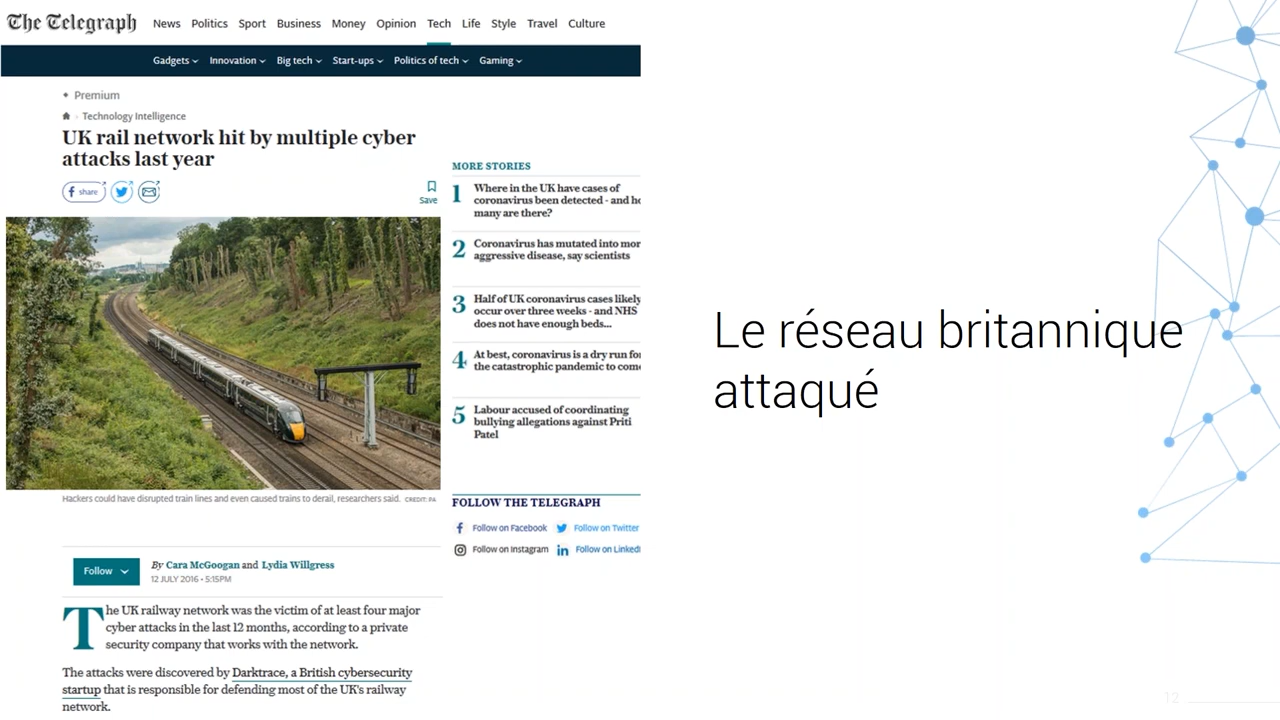 The Telegraph
News Politics Sport Business Money Opinion Tech Life Style Travel Culture
Gadgets Innovation Big tech Start-ups Politics of tech Gaming
Premium
Technology Intelligence
UK rail network hit by multiple cyber
attacks last year
share
Save
Hackers could have disrupted train lines and even caused trains to derail, researchers said. CREDIT: PA
Follow
By Cara McGoogan and Lydia Willgress
12 JULY 2016 • 5:15PM
The UK railway network was the victim of at least four major
cyber attacks in the last 12 months, according to a private
security company that works with the network.
The attacks were discovered by Darktrace, a British cybersecurity
startup that is responsible for defending most of the UK's railway
network.
MORE STORIES
1 Where in the UK have cases of
coronavirus been detected - and
many are there?
2 Coronavirus has mutated into
aggressive disease, say scientists
3 Half of UK coronavirus cases likely
occur over three weeks - and NHS
does not have enough beds...
4 At best, coronavirus is a dry run
the catastrophic pandemic to
5 Labour accused of coordinating
bullying allegations against Priti
Patel
FOLLOW THE TELEGRAPH
Follow on Facebook Follow on Twitter
Follow on Instagram Follow on LinkedI
Le réseau britannique
attaqué
12